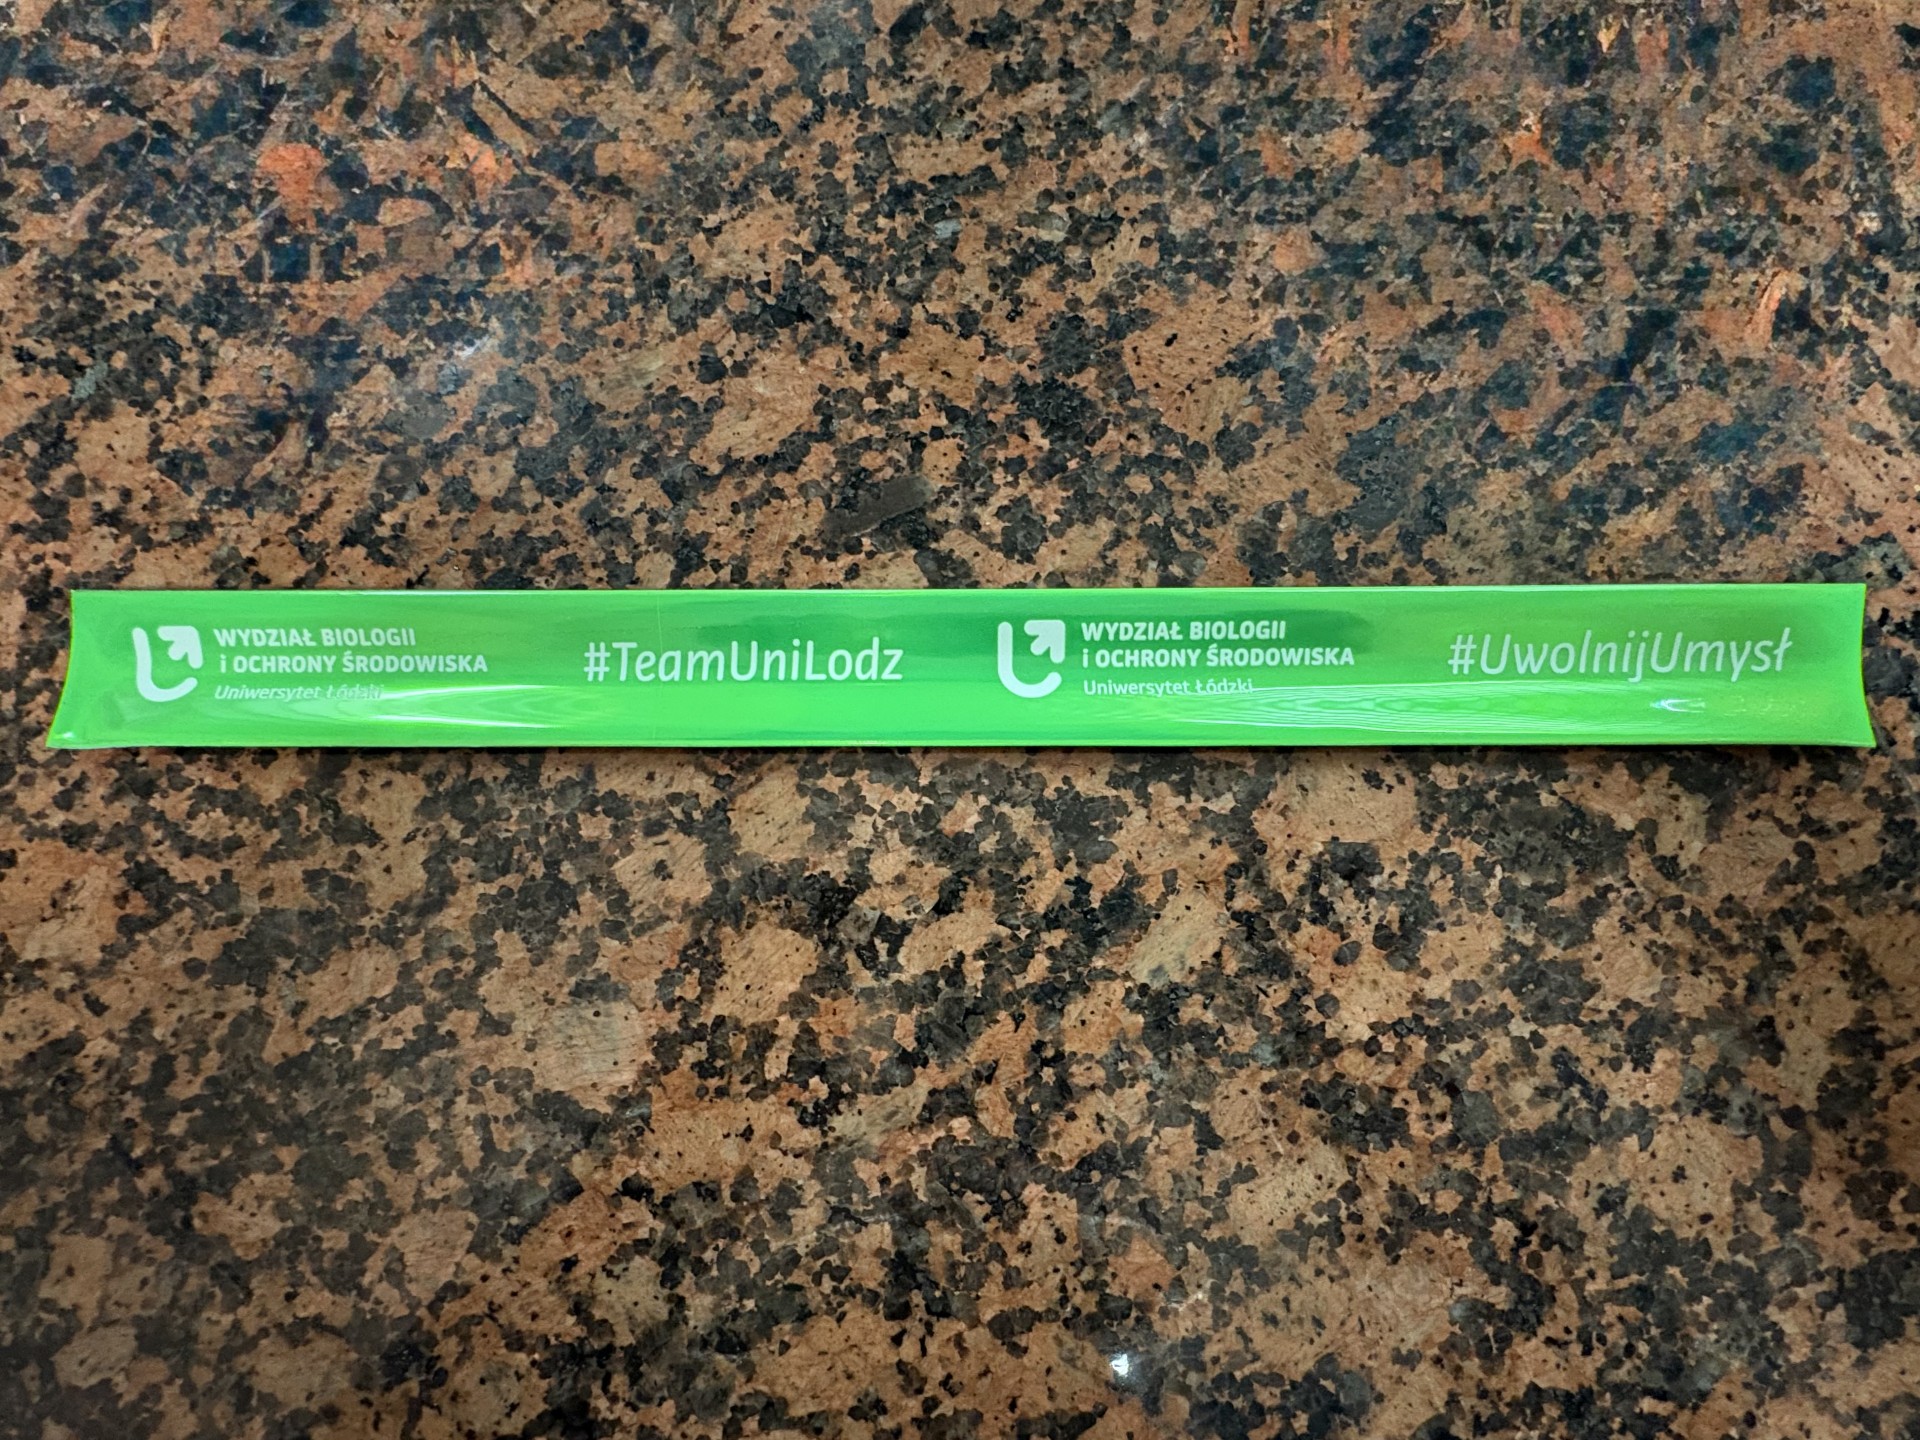 WYDZIAŁ BIOLOGII
i OCHRONY ŚRODOWISKA
Uniwersytet Łódzki
#TeamUniLodz
WYDZIAŁ BIOLOGII
i OCHRONY ŚRODOWISKA
Uniwersytet Łódzki
#UwolnijUmysł